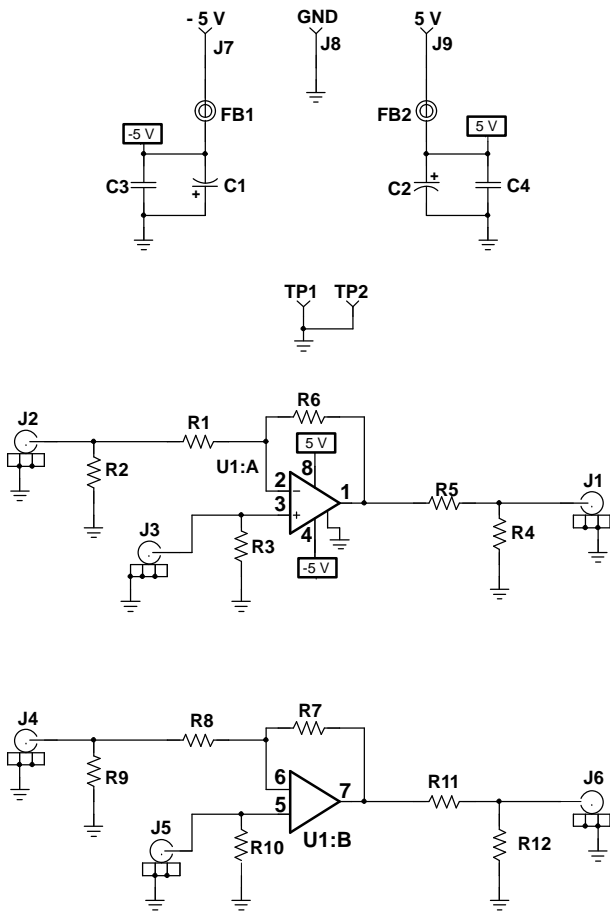 - 5 V
GND
5 V
J7
J8
J9
FB1
FB2
-5 V
5 V
C3
+
C1
C2
+
C4
TP1
TP2
J2
R1
R6
R2
U1:A
5 V
8
2
−
3
+
1
4
-5 V
J3
R3
R5
R4
J1
J4
R8
R7
R9
6
5
7
U1:B
J5
R10
R11
R12
J6